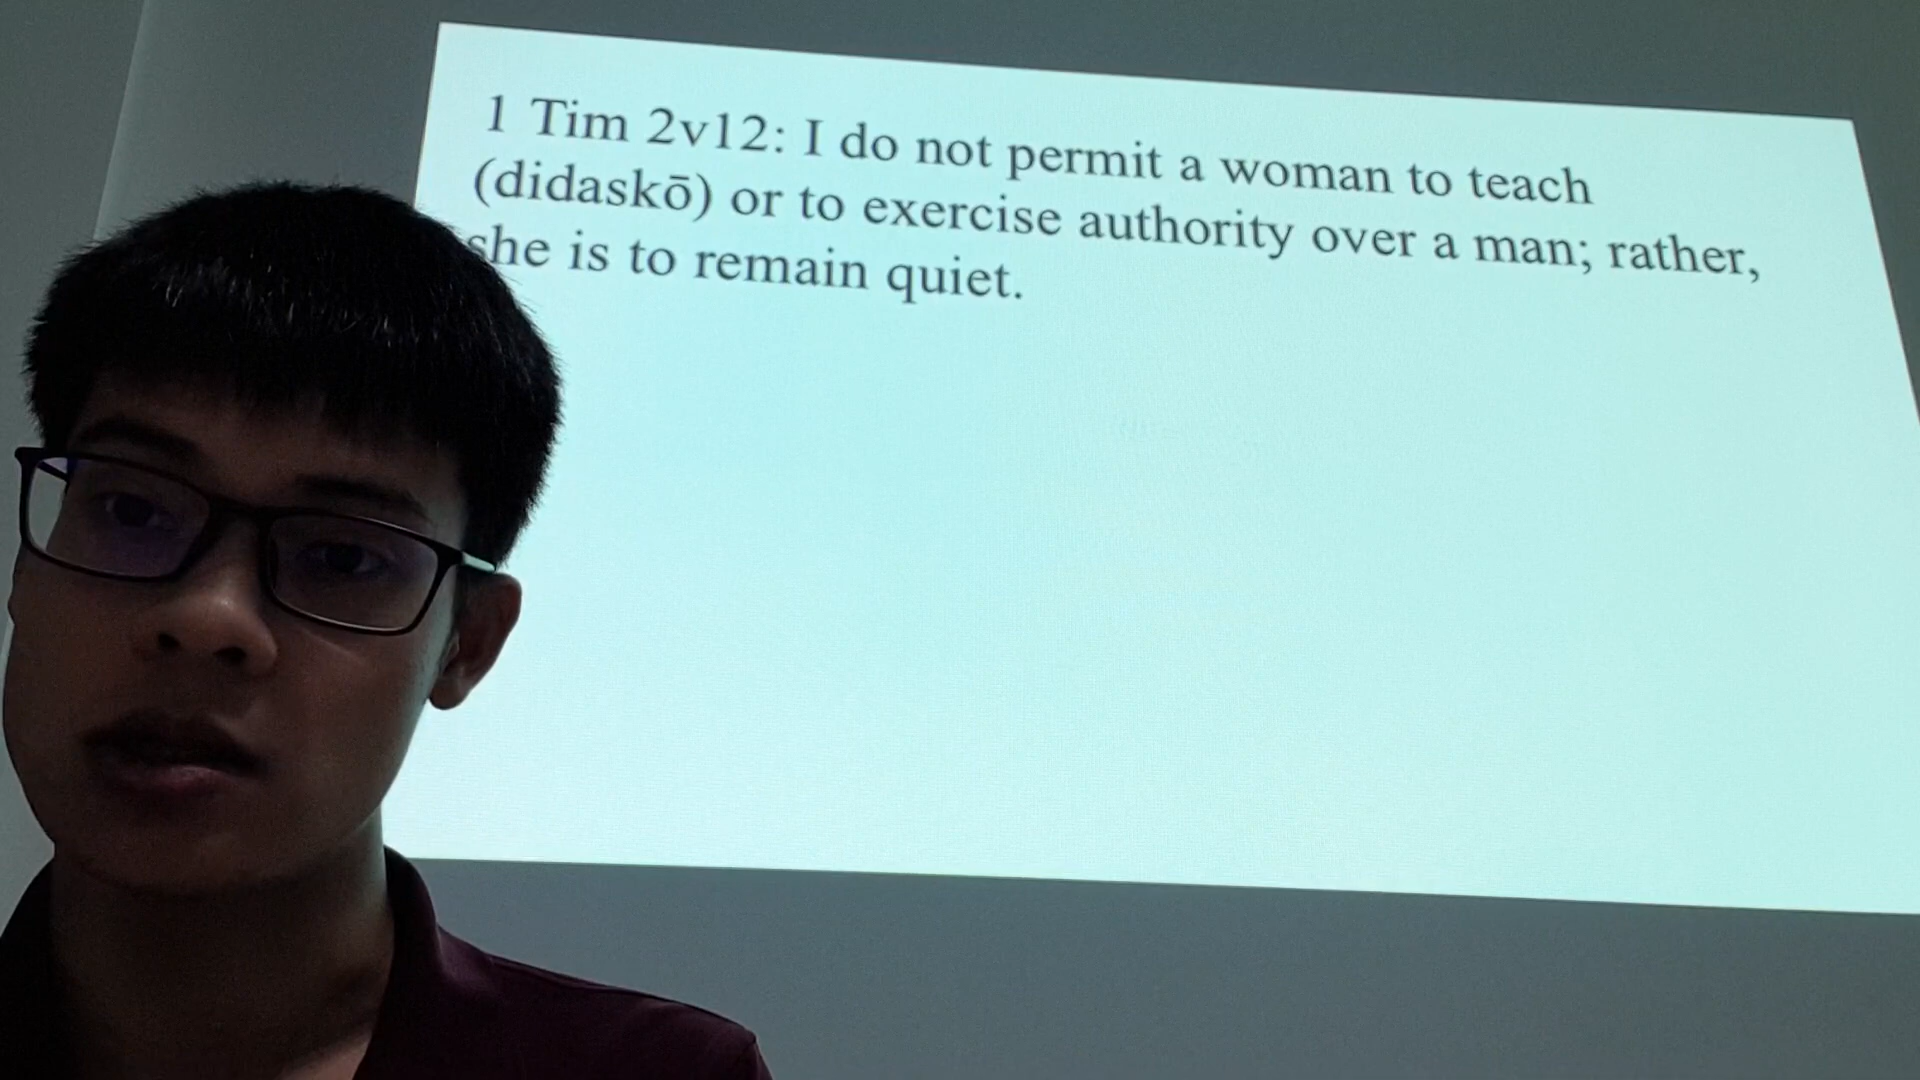 1 Tim 2v12: I do not permit a woman to teach
(didaskō) or to exercise authority over a man; rather,
she is to remain quiet.